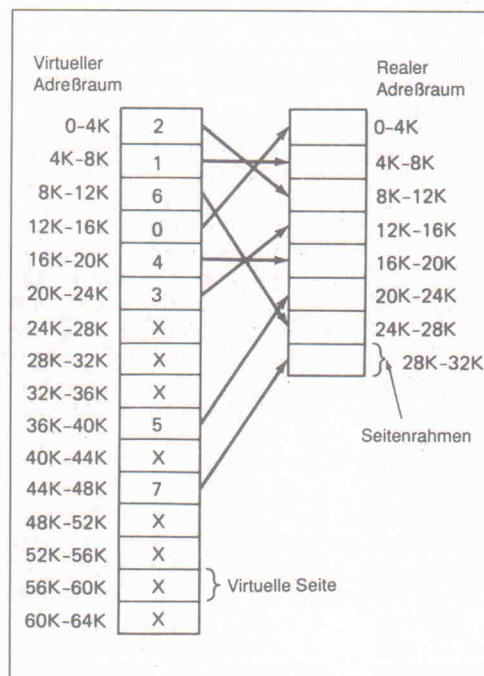 Virtueller
Adreßraum
0-4K 2
4K-8K 1
8K-12K 6
12K-16K 0
16K-20K 4
20K-24K 3
24K-28K X
28K-32K X
32K-36K X
36K-40K 5
40K-44K X
44K-48K 7
48K-52K X
52K-56K X
56K-60K X
60K-64K X
Virtuelle Seite
Realer
Adreßraum
0-4K
4K-8K
8K-12K
12K-16K
16K-20K
20K-24K
24K-28K
28K-32K
Seitenrahmen